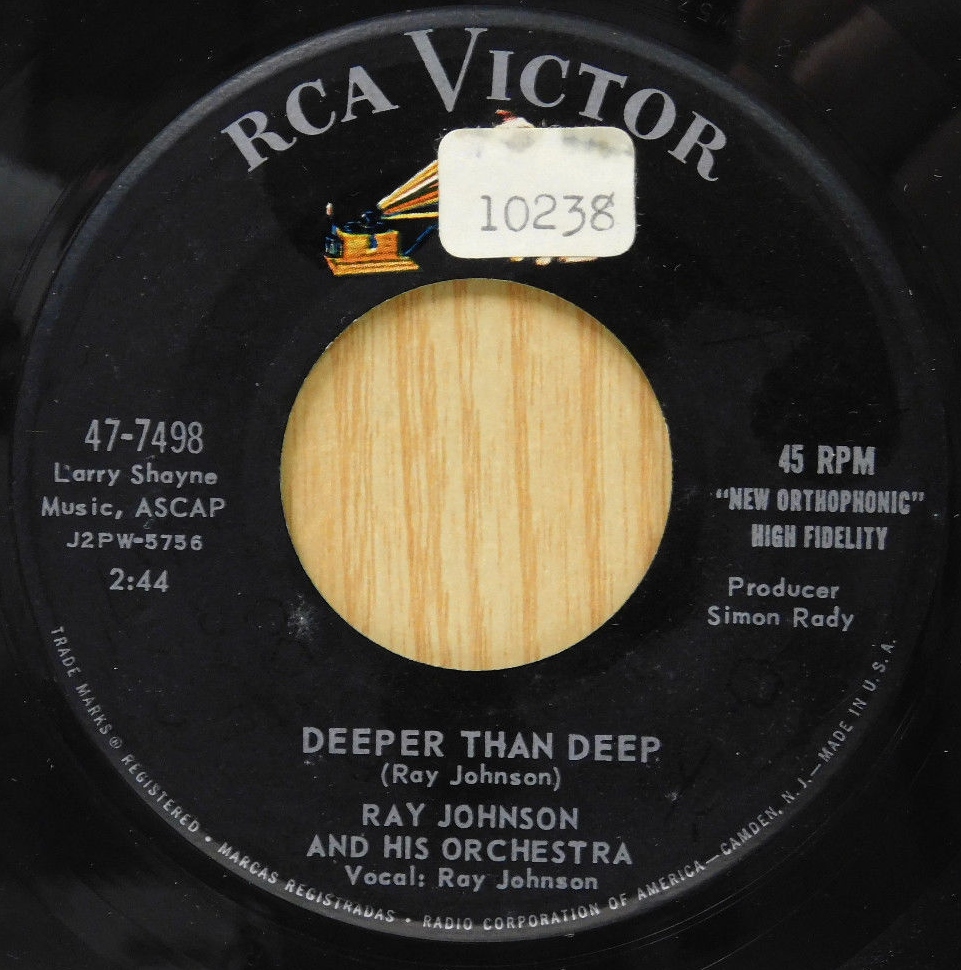 RCA VICTOR
10238
47-7498
Larry Shayne
Music, ASCAP
J2PW-5756
2:44
45 RPM
"NEW ORTHOPHONIC"
HIGH FIDELITY
Producer
Simon Rady
DEEPER THAN DEEP
(Ray Johnson)
RAY JOHNSON
AND HIS ORCHESTRA
Vocal: Ray Johnson
TRADE MARKS ® REGISTERED • MARCAS REGISTRADAS • RADIO CORPORATION OF AMERICA—CAMDEN, N. J.—MADE IN U. S. A.